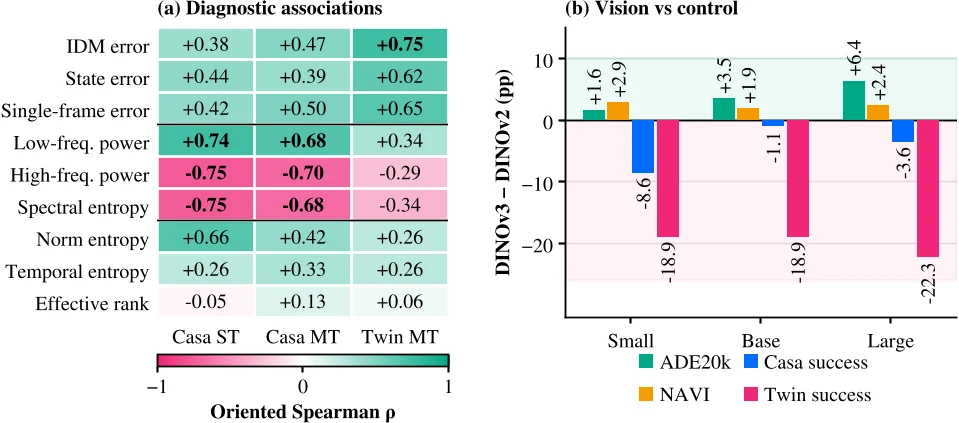 (a) Diagnostic associations
IDM error +0.38 +0.47 +0.75
State error +0.44 +0.39 +0.62
Single-frame error +0.42 +0.50 +0.65
Low-freq. power +0.74 +0.68 +0.34
High-freq. power -0.75 -0.70 -0.29
Spectral entropy -0.75 -0.68 -0.34
Norm entropy +0.66 +0.42 +0.26
Temporal entropy +0.26 +0.33 +0.26
Effective rank -0.05 +0.13 +0.06
Casa ST Casa MT Twin MT
−1 0 1
Oriented Spearman ρ
(b) Vision vs control
DINOv3 − DINOv2 (pp)
10
0
−10
−20
+1.6 +2.9 -8.6 -18.9
+3.5 +1.9 -1.1 -18.9
+6.4 +2.4 -3.6 -22.3
Small Base Large
ADE20k Casa success
NAVI Twin success